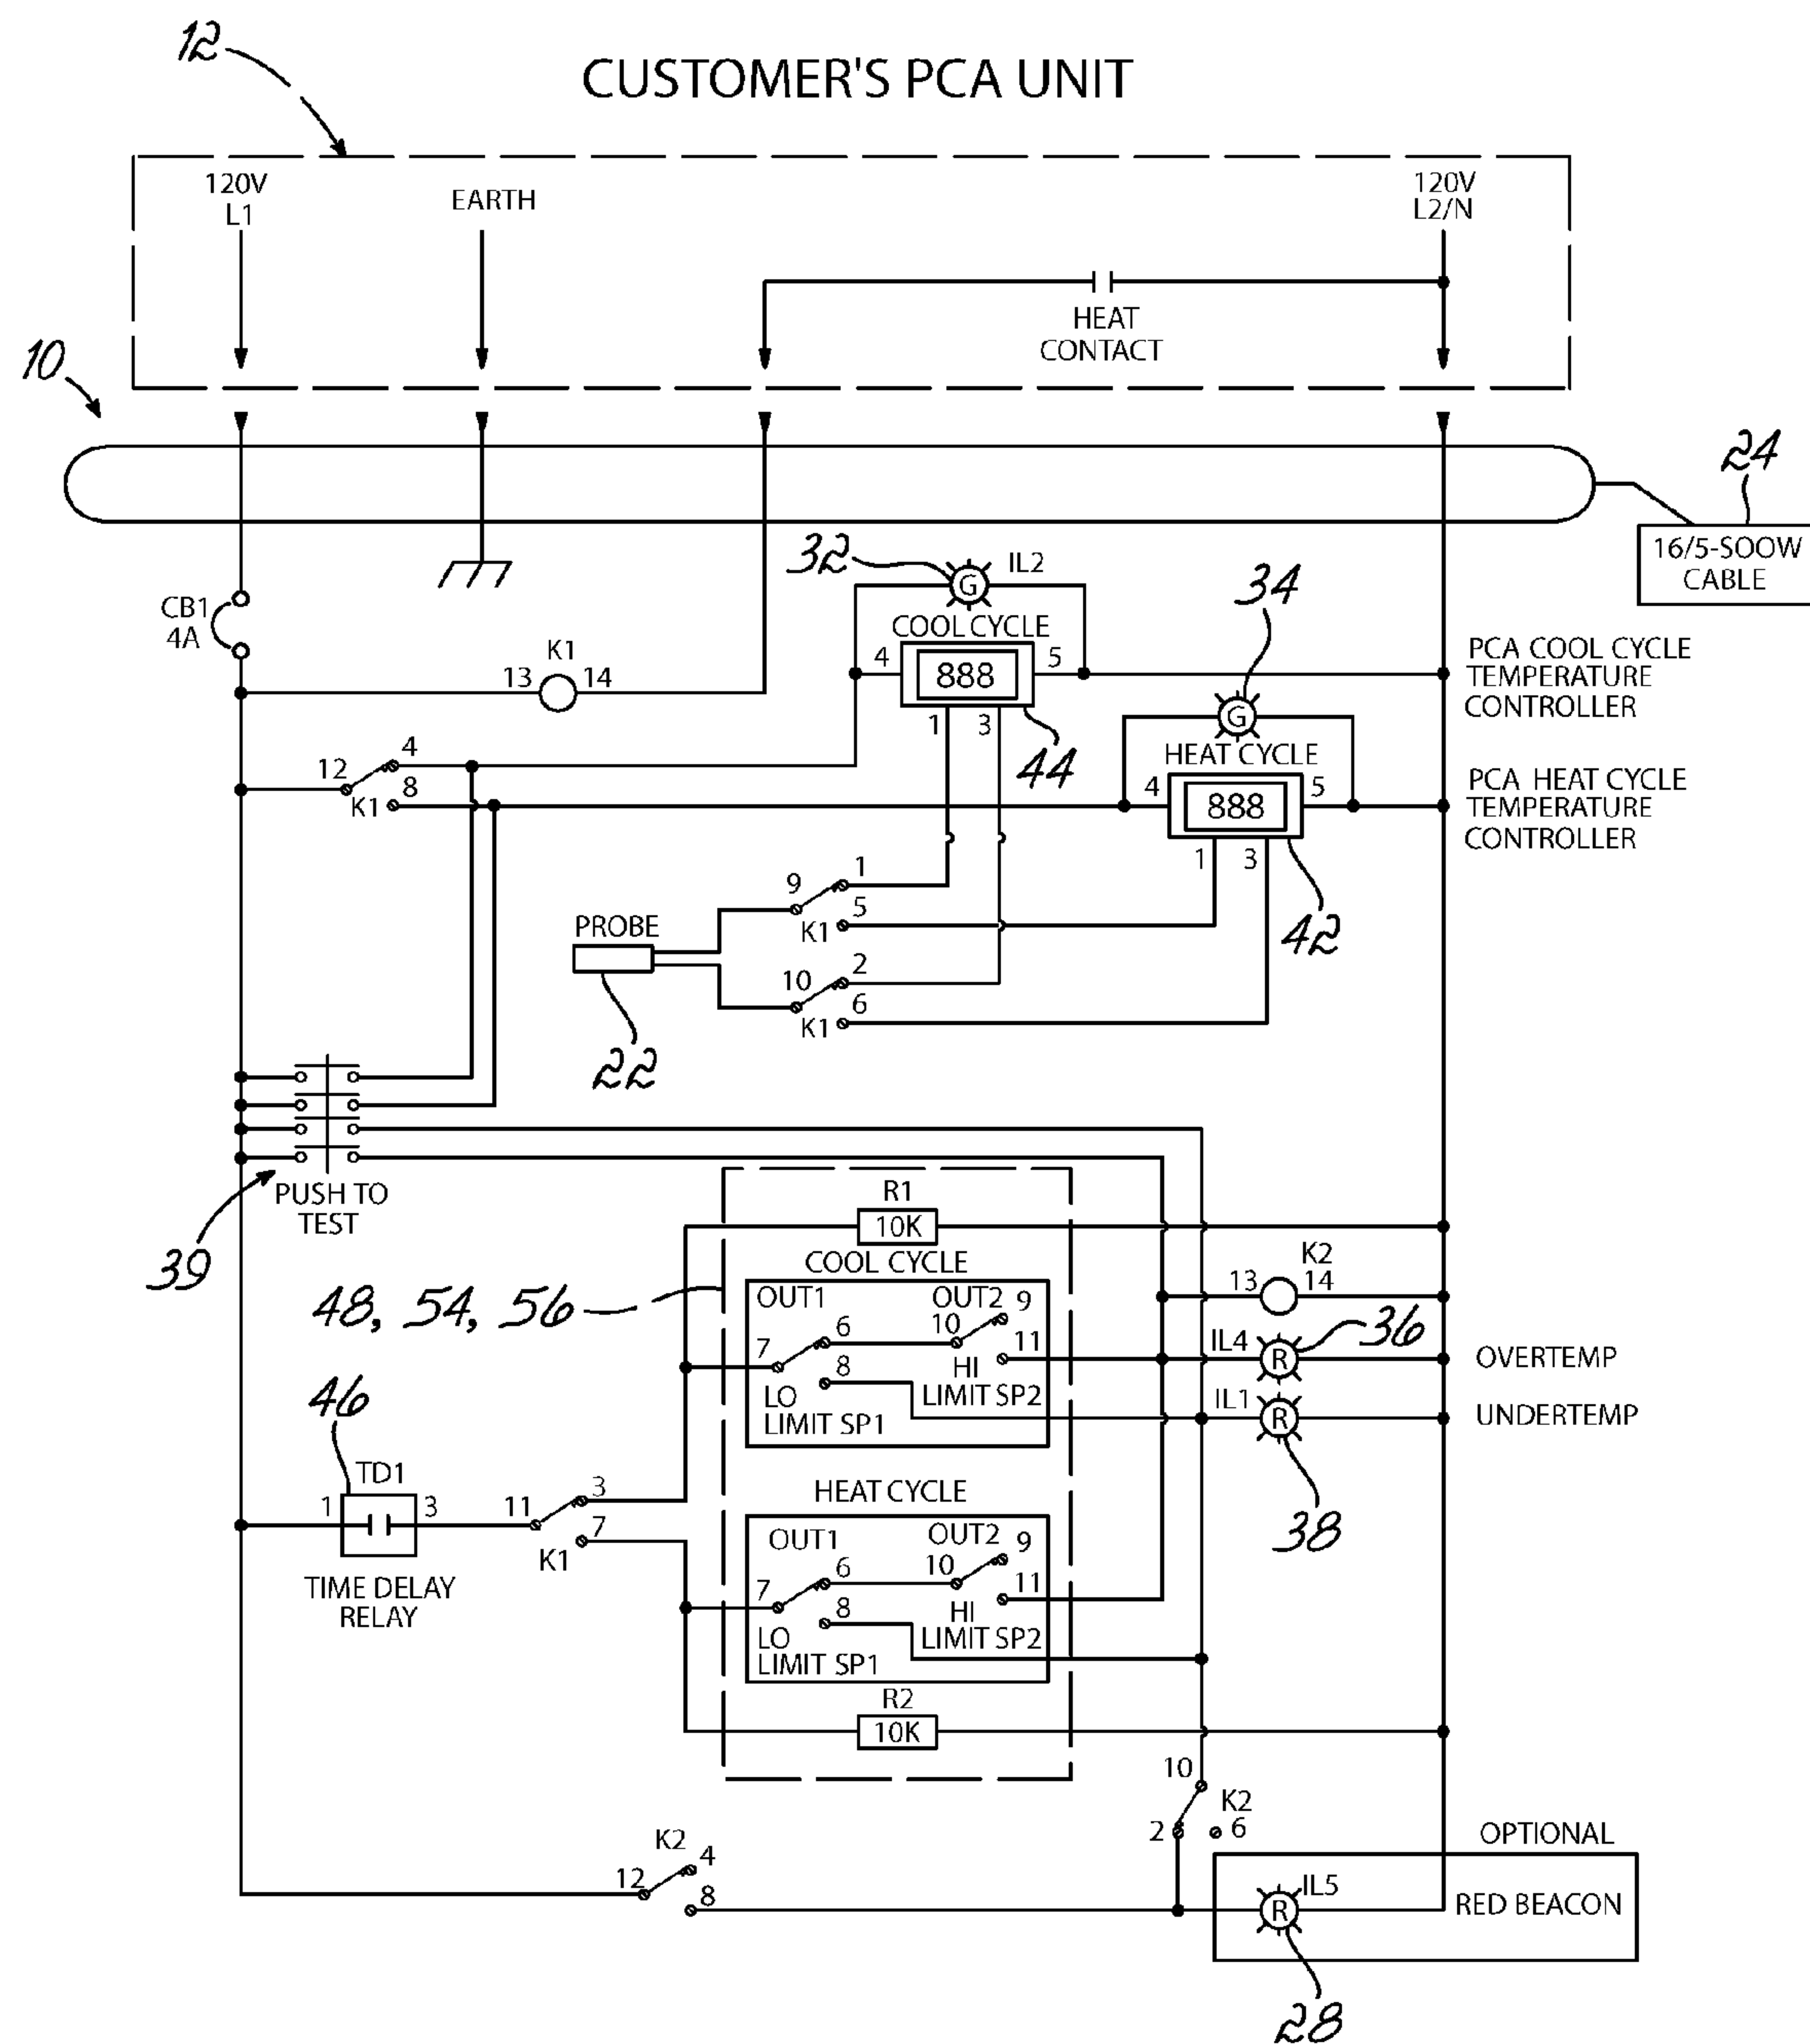 12
CUSTOMER'S PCA UNIT
120V
L1
EARTH
120V
L2/N
HEAT
CONTACT
10
24
16/5-SOOW
CABLE
32
IL2
G
34
CB1
4A
COOL CYCLE
K1
13
14
4
888
5
PCA COOL CYCLE
TEMPERATURE
CONTROLLER
G
1
3
44
HEAT CYCLE
12
4
K1
8
4
888
5
PCA HEAT CYCLE
TEMPERATURE
CONTROLLER
1
3
42
9
1
5
K1
PROBE
10
2
6
K1
22
PUSH TO
TEST
39
R1
10K
COOL CYCLE
K2
13
14
48, 54, 56
OUT1
OUT2
9
7
6
10
11
8
HI
LO
LIMIT SP2
LIMIT SP1
IL4
R
36
OVERTEMP
IL1
R
UNDERTEMP
38
46
TD1
1
3
11
3
7
K1
TIME DELAY
RELAY
HEAT CYCLE
OUT1
OUT2
9
7
6
10
11
8
HI
LO
LIMIT SP2
LIMIT SP1
R2
10K
10
K2
2
6
OPTIONAL
K2
12
4
8
IL5
R
RED BEACON
28